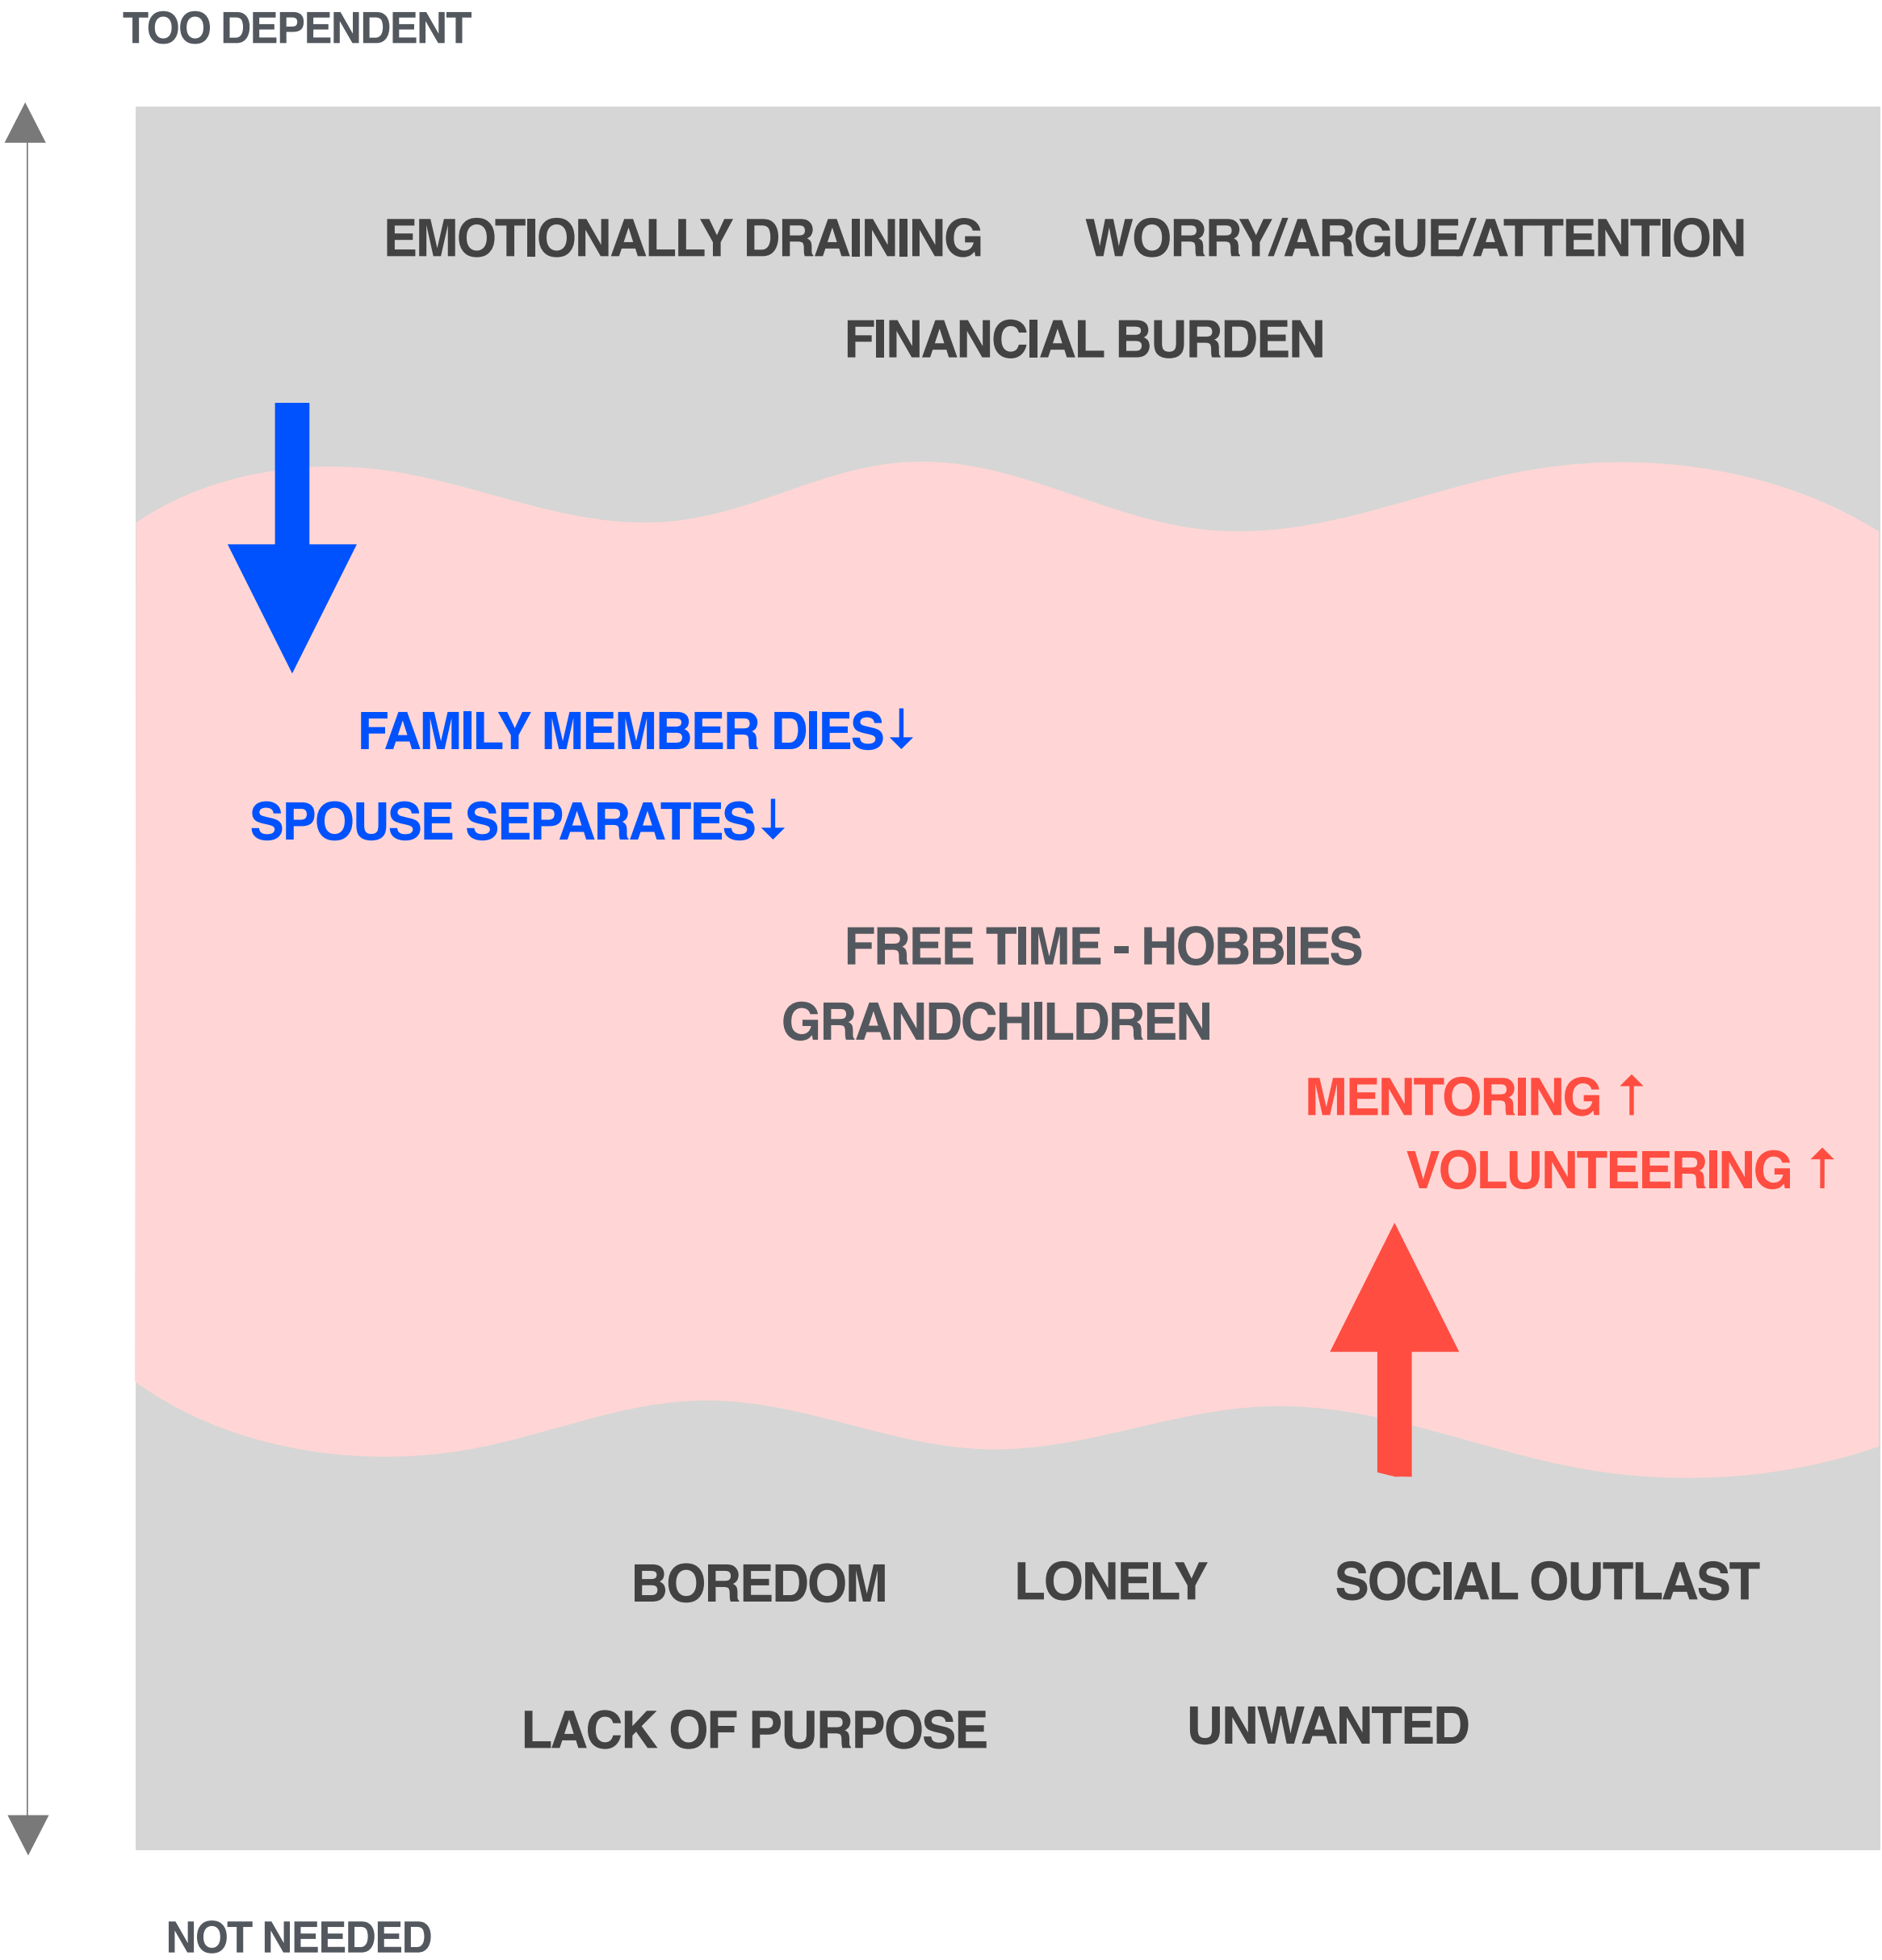 TOO DEPENDENT
EMOTIONALLY DRAINING
WORRY/ARGUE/ATTENTION
FINANCIAL BURDEN
FAMILY MEMBER DIES↓
SPOUSE SEPARATES↓
FREE TIME - HOBBIES
GRANDCHILDREN
MENTORING ↑
VOLUNTEERING ↑
BOREDOM
LONELY
SOCIAL OUTLAST
LACK OF PURPOSE
UNWANTED
NOT NEEDED